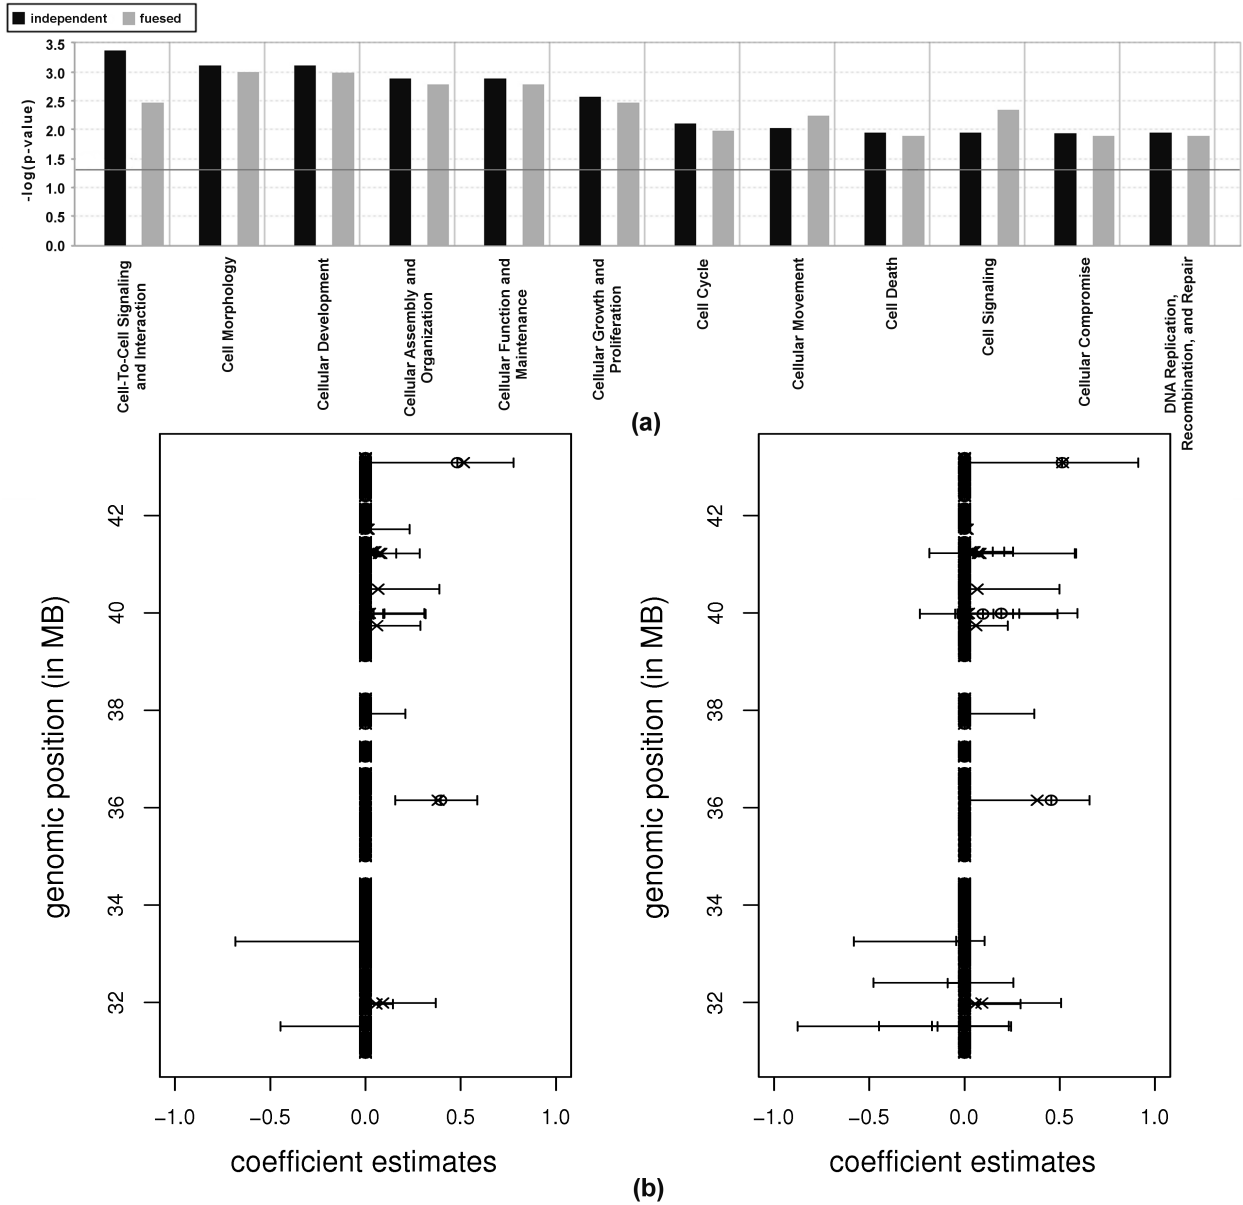 independent fuesed
3.5
3.0
2.5
2.0
1.5
1.0
0.5
0.0
-log(p-value)
Cell-To-Cell Signaling
and Interaction
Cell Morphology
Cellular Development
Cellular Assembly and
Organization
Cellular Function and
Maintenance
Cellular Growth and
Proliferation
Cell Cycle
Cellular Movement
Cell Death
Cell Signaling
Cellular Compromise
DNA Replication,
Recombination, and Repair
(a)
genomic position (in MB)
42
40
38
36
34
32
−1.0 −0.5 0.0 0.5 1.0
coefficient estimates
genomic position (in MB)
42
40
38
36
34
32
−1.0 −0.5 0.0 0.5 1.0
coefficient estimates
(b)